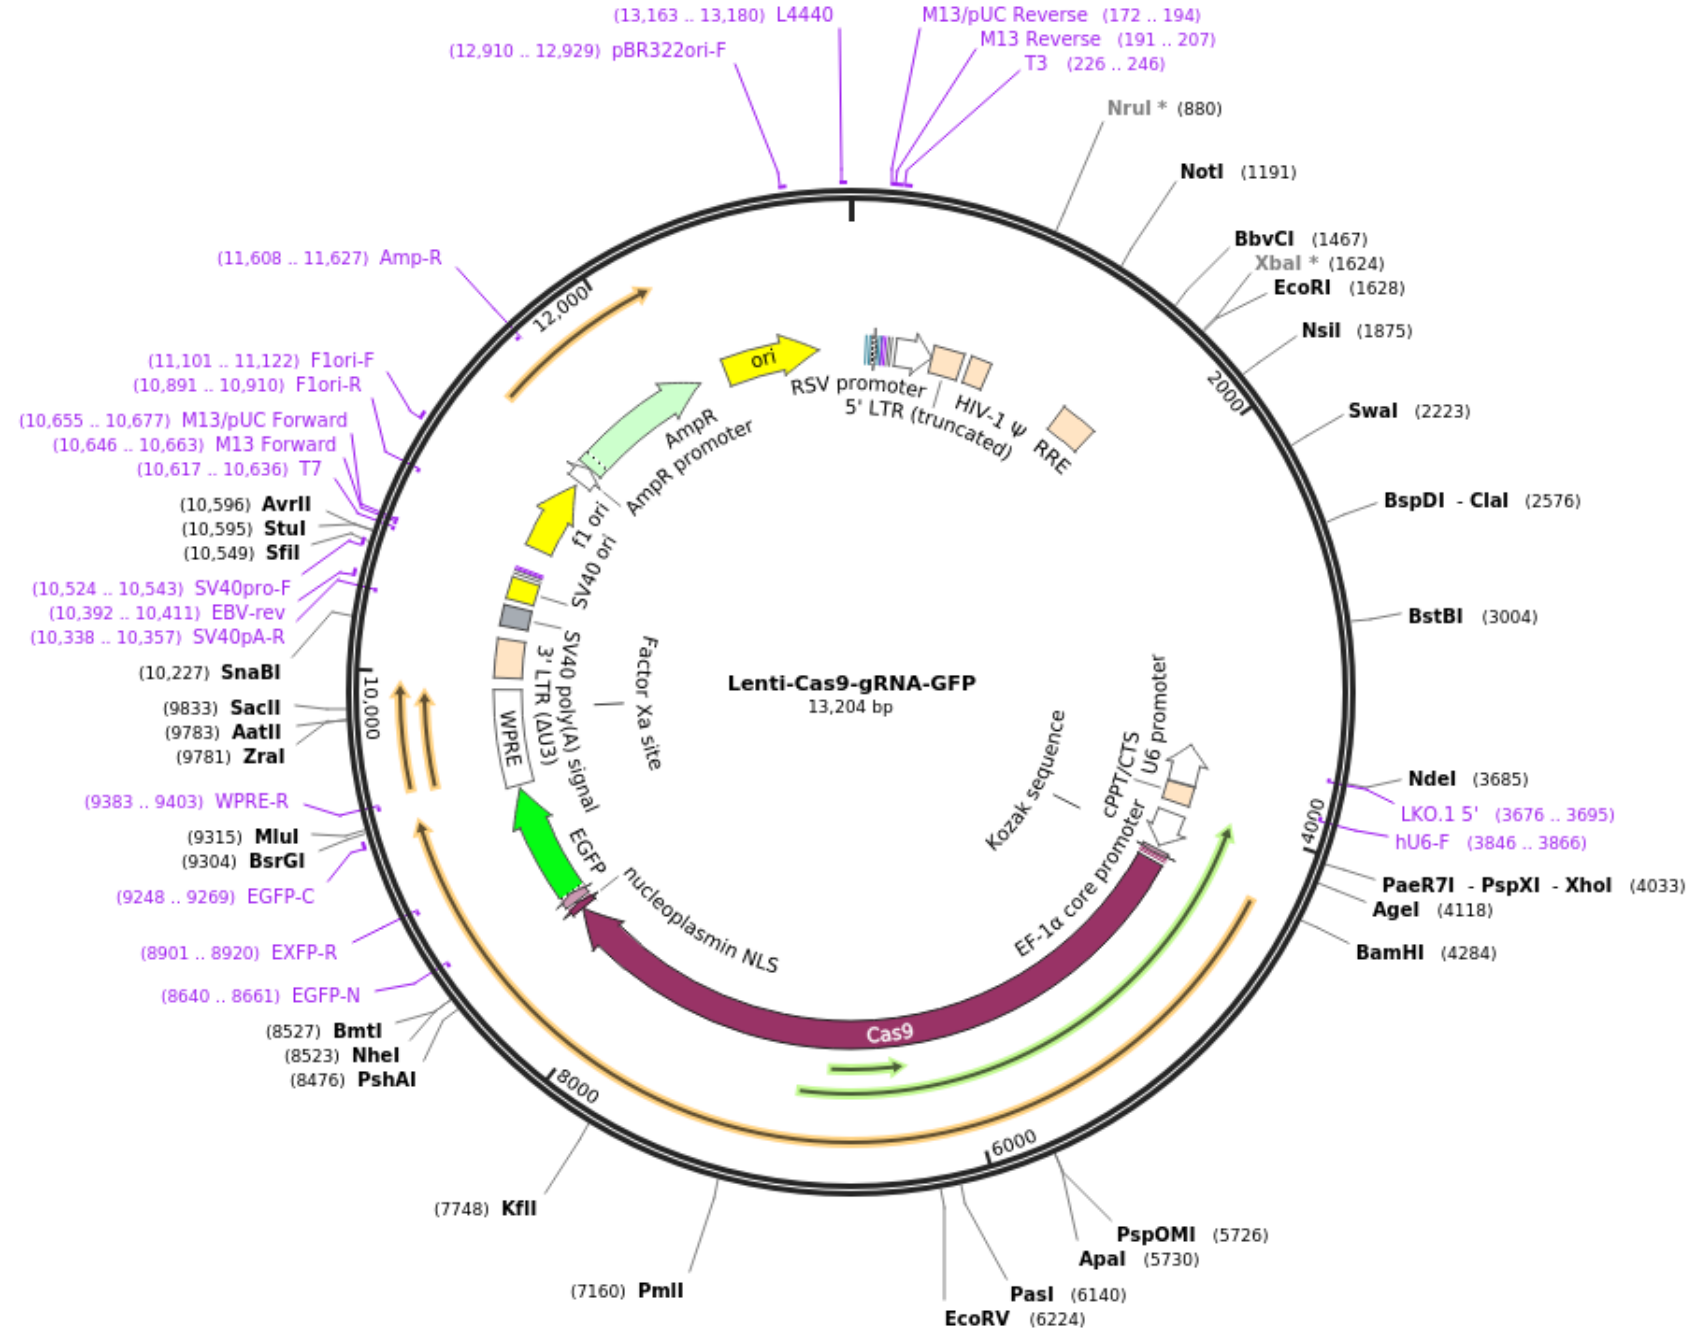 (13,163 .. 13,180) L4440
(12,910 .. 12,929) pBR322ori-F
M13/pUC Reverse (172 .. 194)
M13 Reverse (191 .. 207)
T3 (226 .. 246)
NruI * (880)
NotI (1191)
BbvCI (1467)
XbaI * (1624)
EcoRI (1628)
NsiI (1875)
2000
SwaI (2223)
BspDI - ClaI (2576)
BstBI (3004)
NdeI (3685)
LKO.1 5' (3676 .. 3695)
hU6-F (3846 .. 3866)
4000
PaeR7I - PspXI - XhoI (4033)
AgeI (4118)
BamHI (4284)
PspOMI (5726)
ApaI (5730)
6000
PasI (6140)
EcoRV (6224)
(7160) PmlI
(7748) KflI
8000
(8476) PshAI
(8523) NheI
(8527) BmtI
(8640 .. 8661) EGFP-N
(8901 .. 8920) EXFP-R
(9248 .. 9269) EGFP-C
(9304) BsrGI
(9315) MluI
(9383 .. 9403) WPRE-R
(9781) ZraI
(9783) AatII
(9833) SacII
10,000
(10,227) SnaBI
(10,338 .. 10,357) SV40pA-R
(10,392 .. 10,411) EBV-rev
(10,524 .. 10,543) SV40pro-F
(10,549) SfiI
(10,595) StuI
(10,596) AvrII
(10,617 .. 10,636) T7
(10,646 .. 10,663) M13 Forward
(10,655 .. 10,677) M13/pUC Forward
(10,891 .. 10,910) F1ori-R
(11,101 .. 11,122) F1ori-F
(11,608 .. 11,627) Amp-R
12,000
ori
RSV promoter
5' LTR (truncated)
HIV-1 Ψ
RRE
AmpR
AmpR promoter
f1 ori
SV40 ori
SV40 poly(A) signal
3' LTR (ΔU3)
WPRE
Factor Xa site
Lenti-Cas9-gRNA-GFP
13,204 bp
U6 promoter
cPPT/CTS
Kozak sequence
EF-1α core promoter
EGFP
nucleoplasmin NLS
Cas9